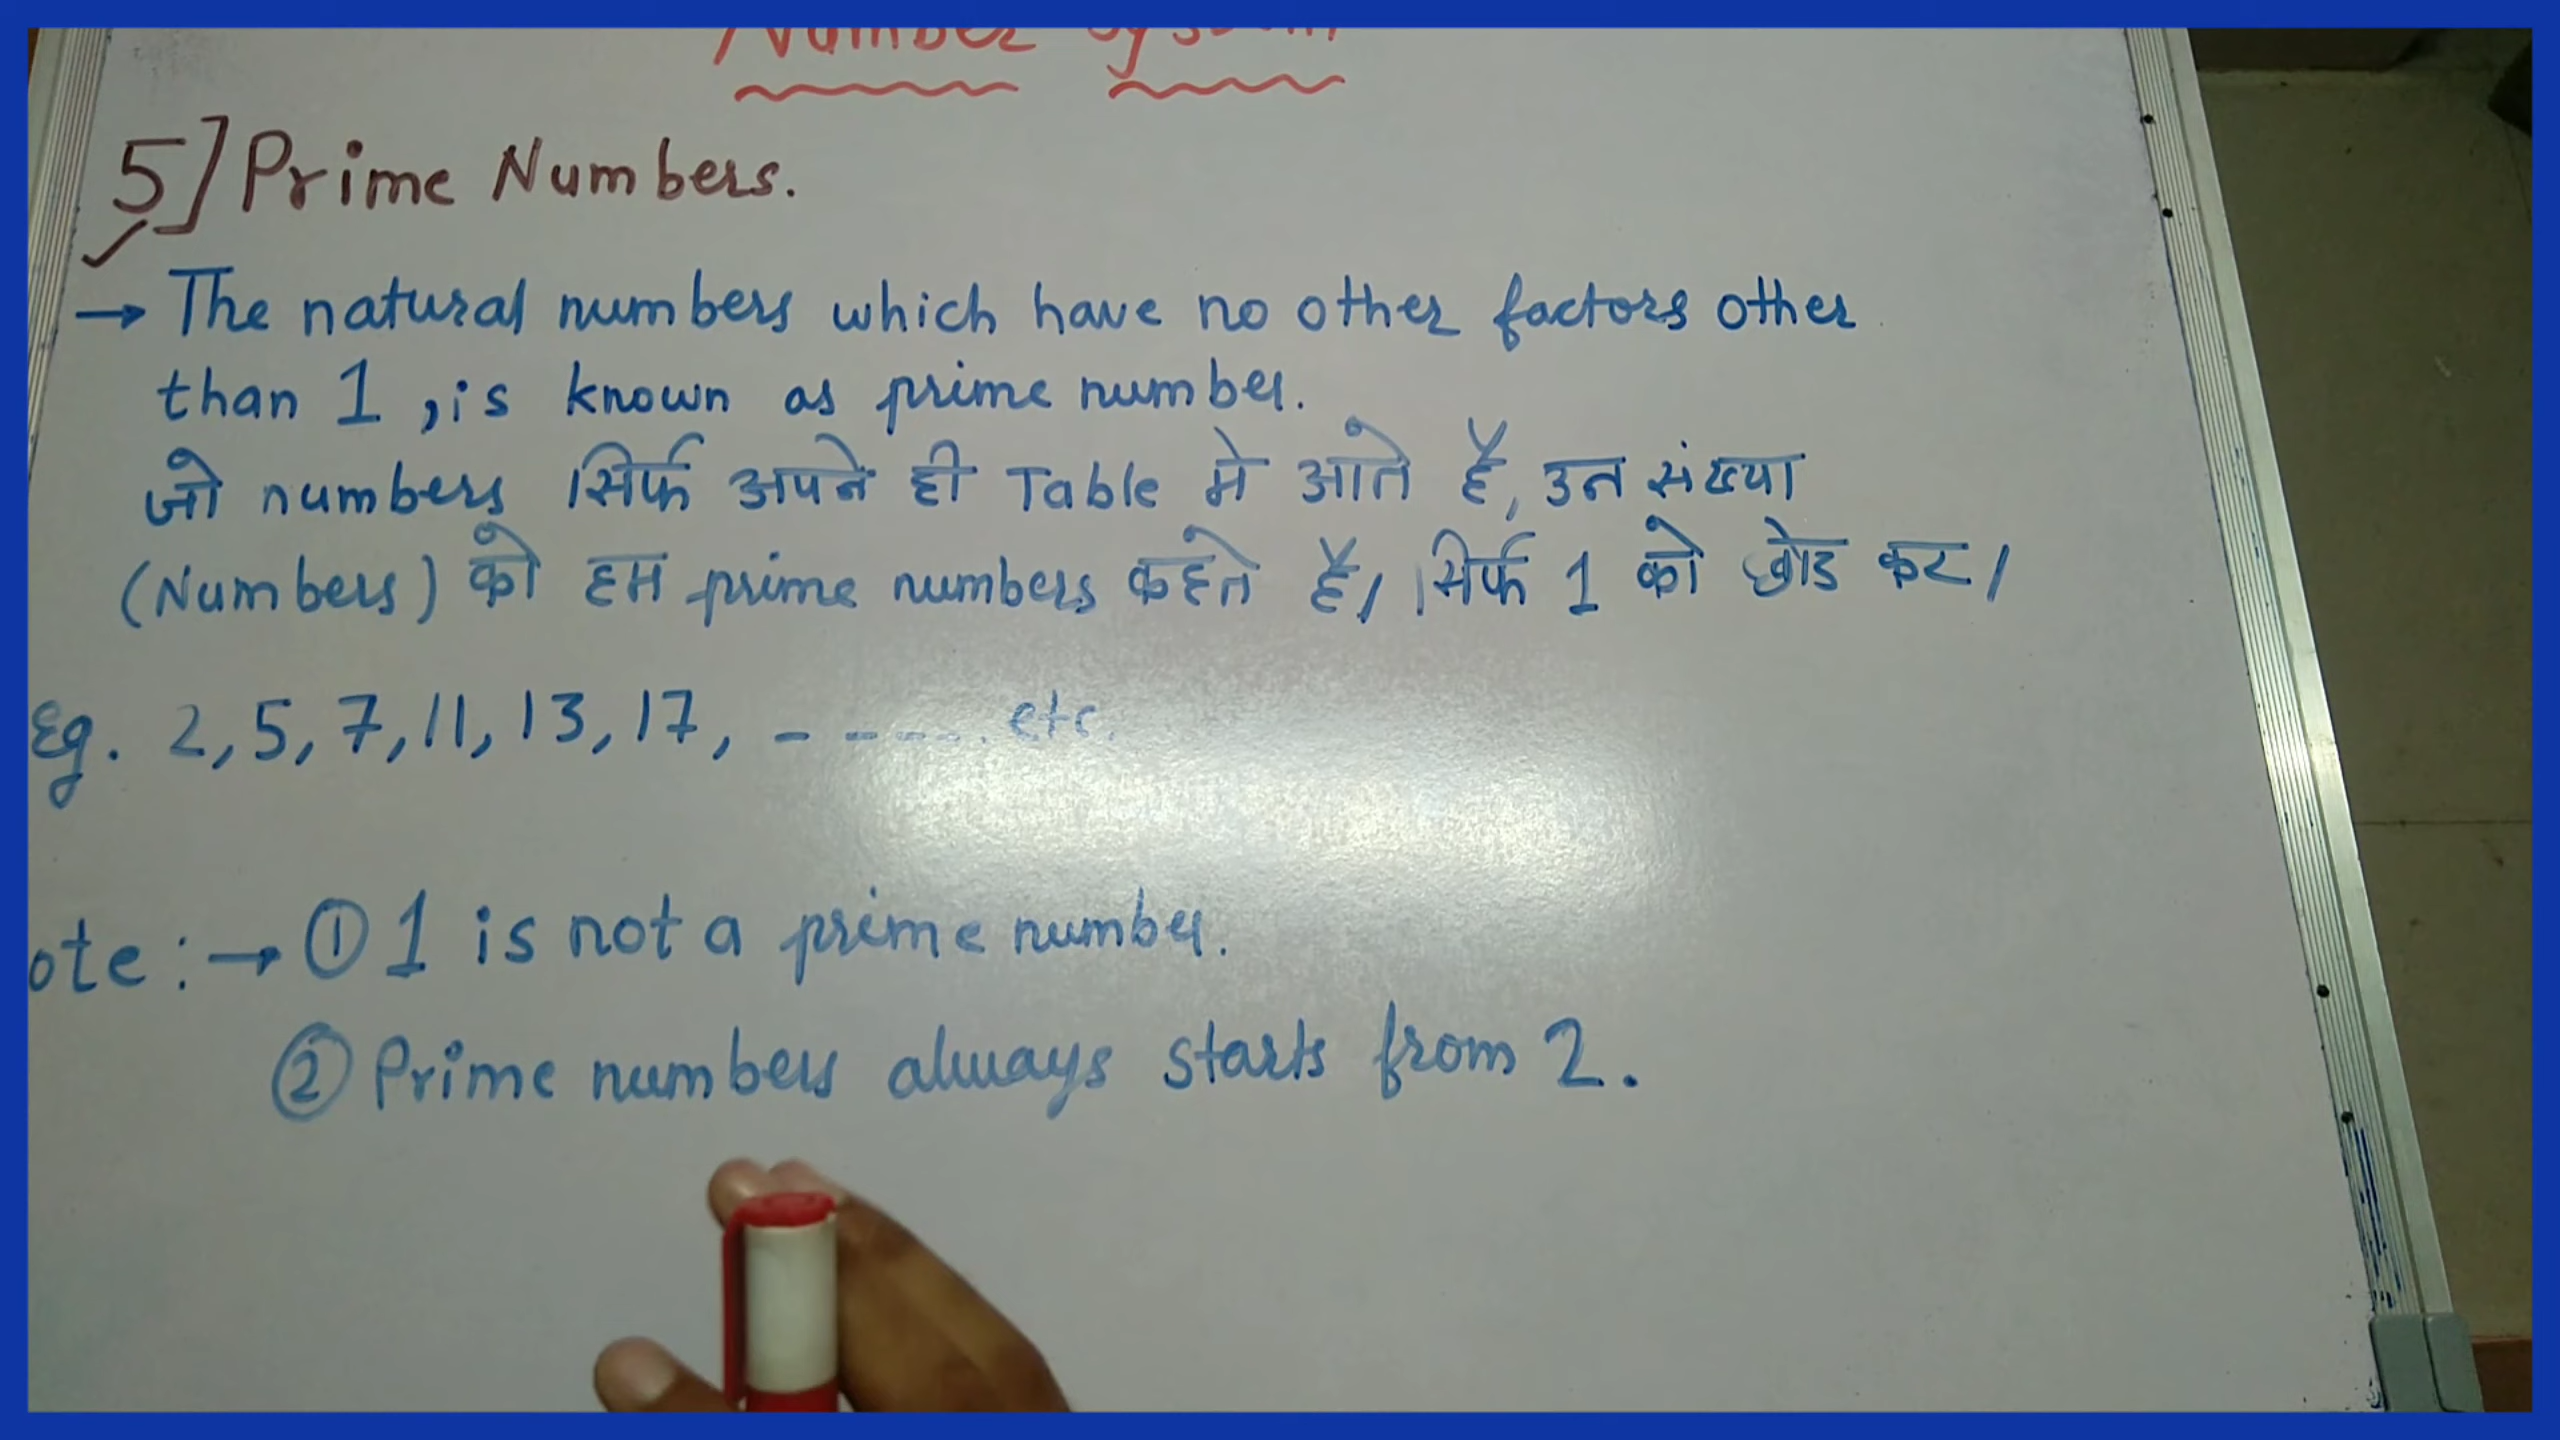 Number System
5] Prime Numbers.
→ The natural numbers which have no other factors other
than 1, is known as prime number.
जो numbers सिर्फ अपने ही Table मे आते है, उन संख्या
(Numbers) को हम prime numbers कहते है। सिर्फ 1 को छोड कर।
Eg. 2, 5, 7, 11, 13, 17, - - - - . etc.
ote :→ ① 1 is not a prime number.
② Prime numbers always starts from 2.